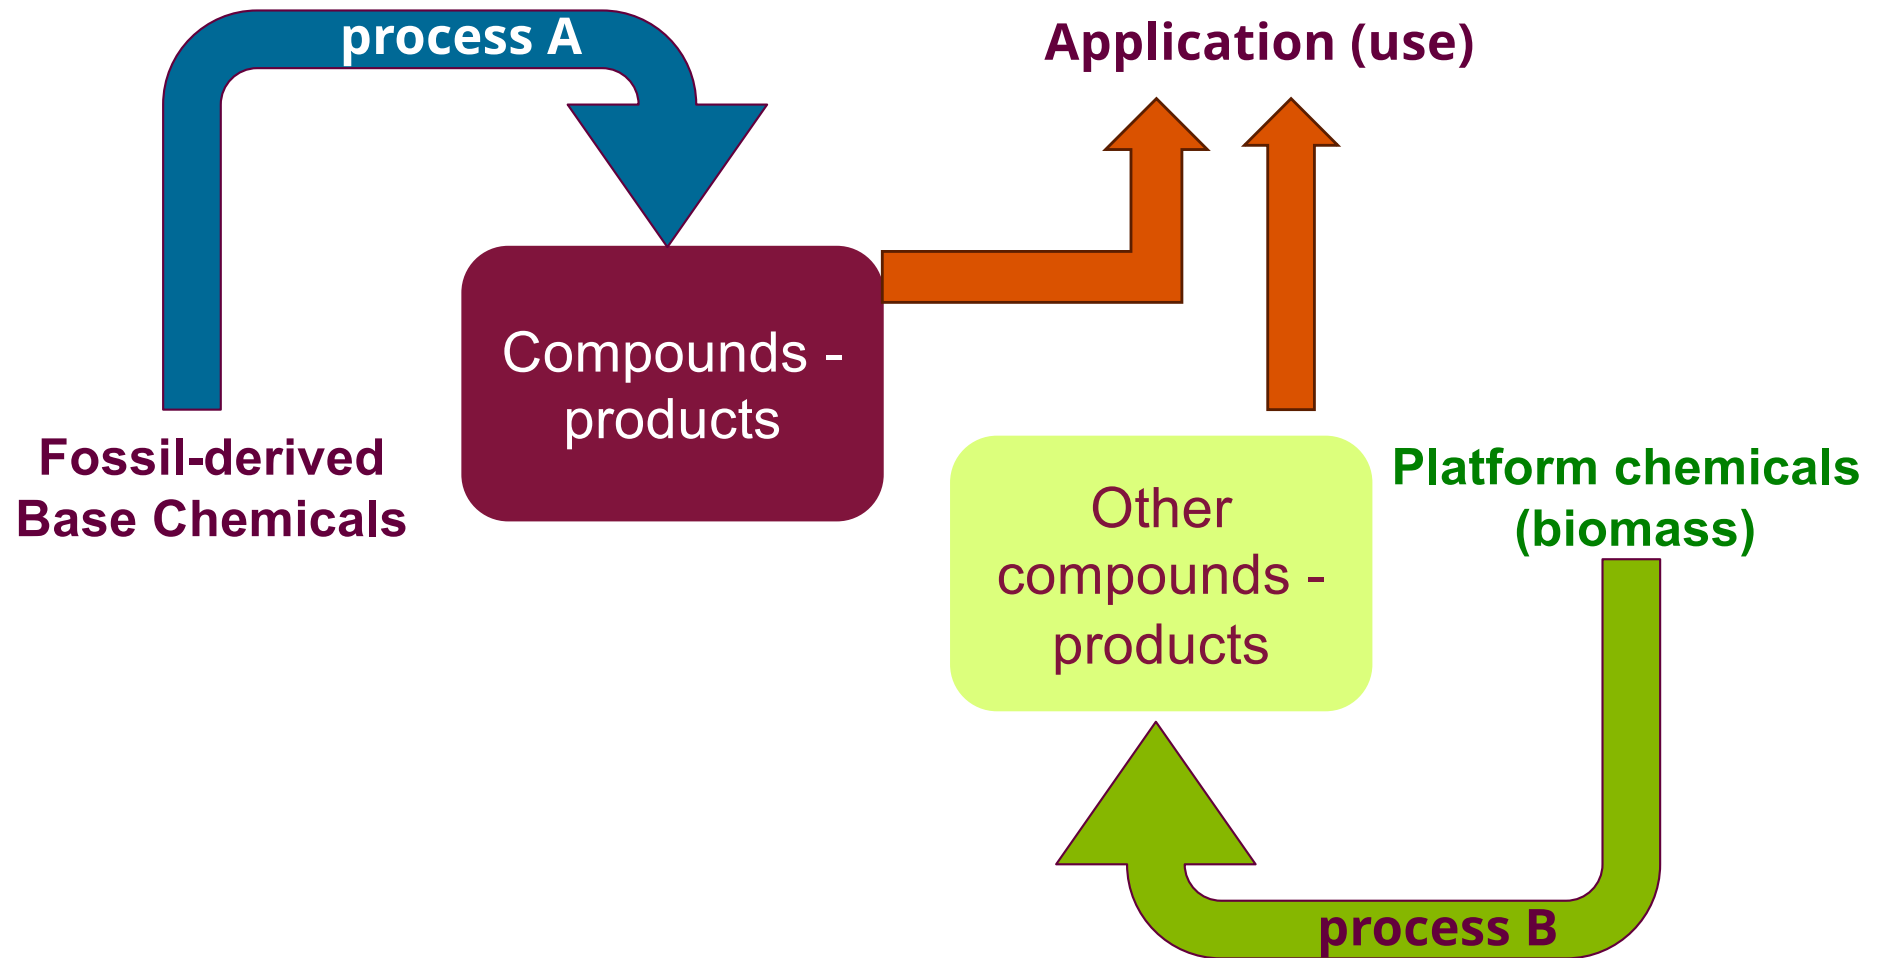 process A
Application (use)
Compounds -
products
Fossil-derived
Base Chemicals
Other
compounds -
products
Platform chemicals
(biomass)
process B